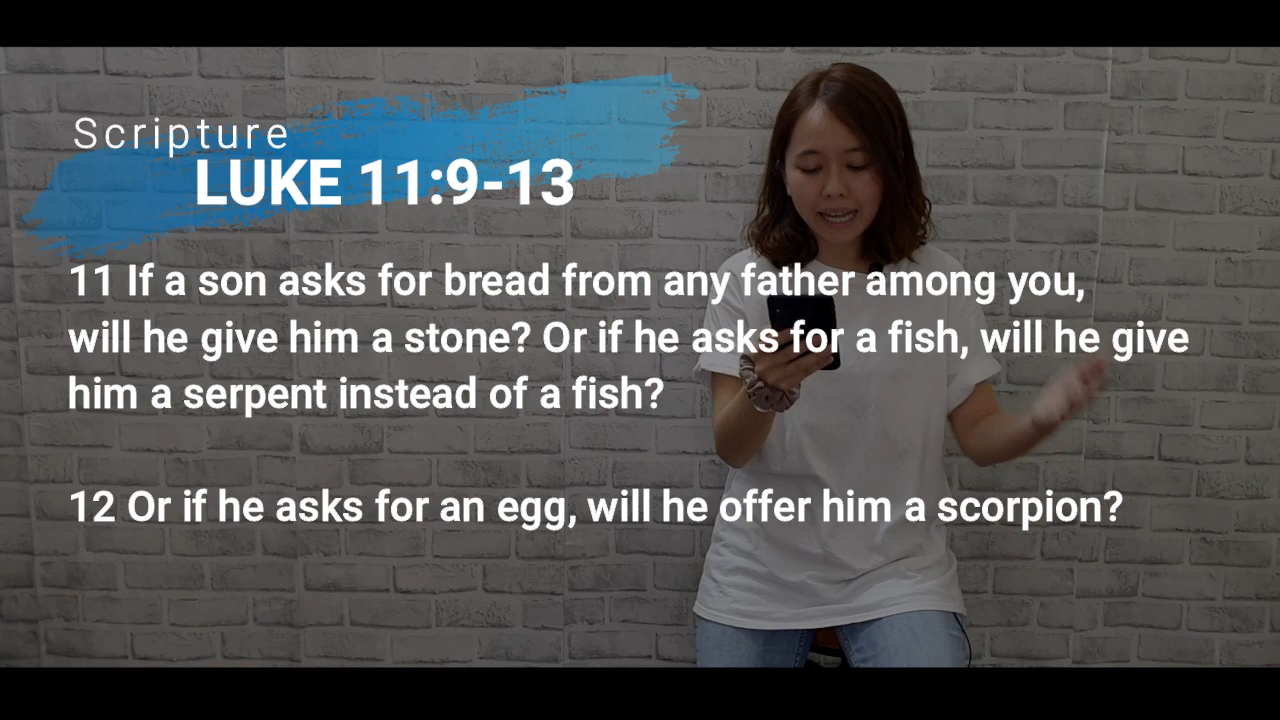 Scripture
LUKE 11:9-13
11 If a son asks for bread from any father among you,
will he give him a stone? Or if he asks for a fish, will he give
him a serpent instead of a fish?
12 Or if he asks for an egg, will he offer him a scorpion?